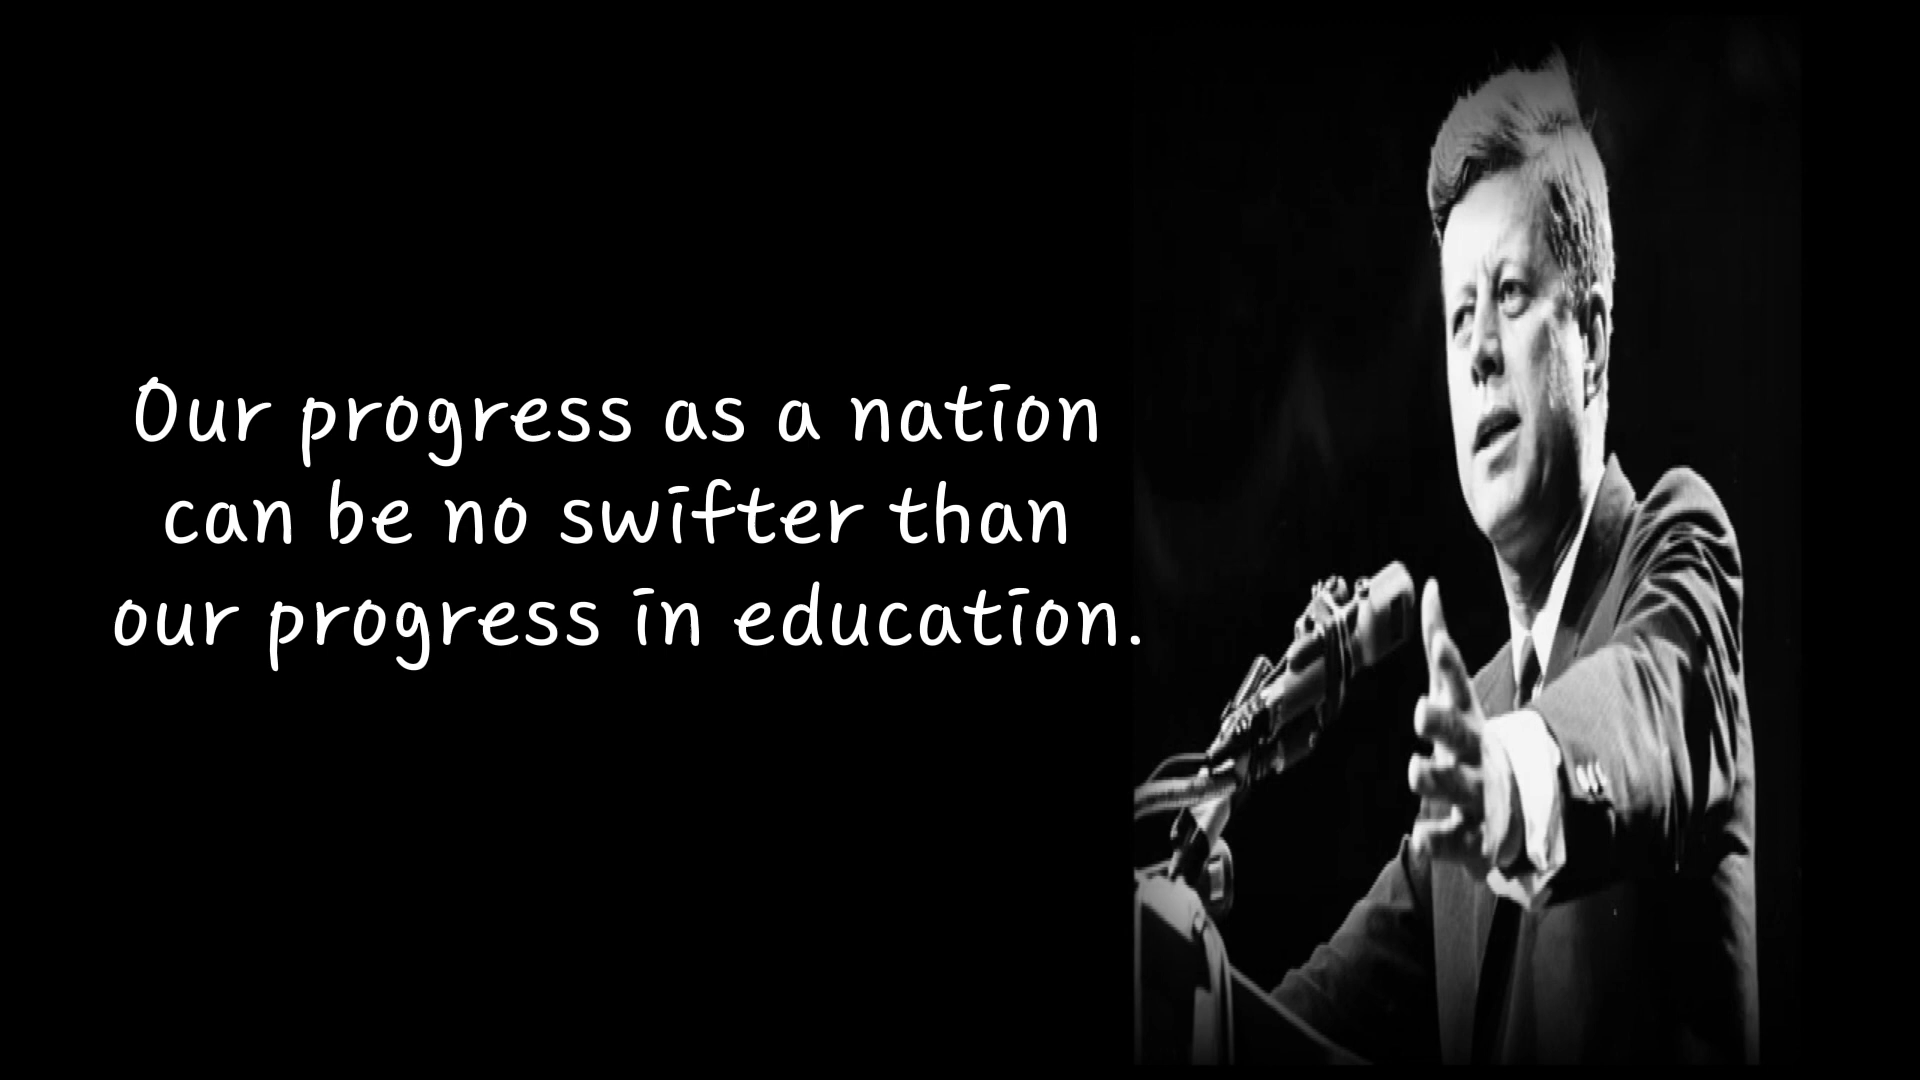 Our progress as a nation
can be no swifter than
our progress in education.